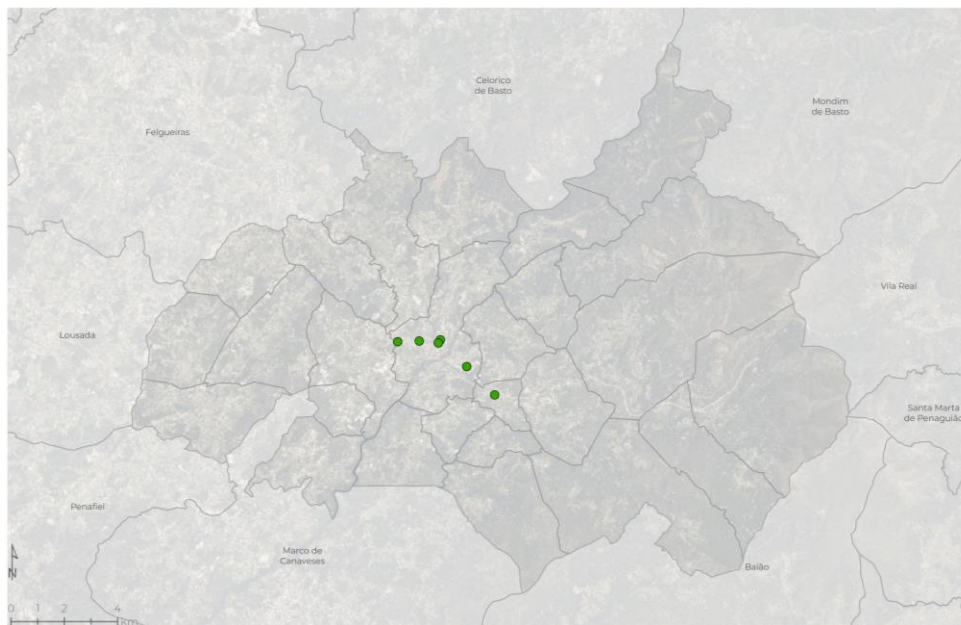 Celorico
de Basto
Mondim
de Basto
Felgueiras
Vila Real
Lousada
Santa Marta
de Penaguião
Penafiel
Marco de
Canaveses
Baião
N
0 1 2 4
Km